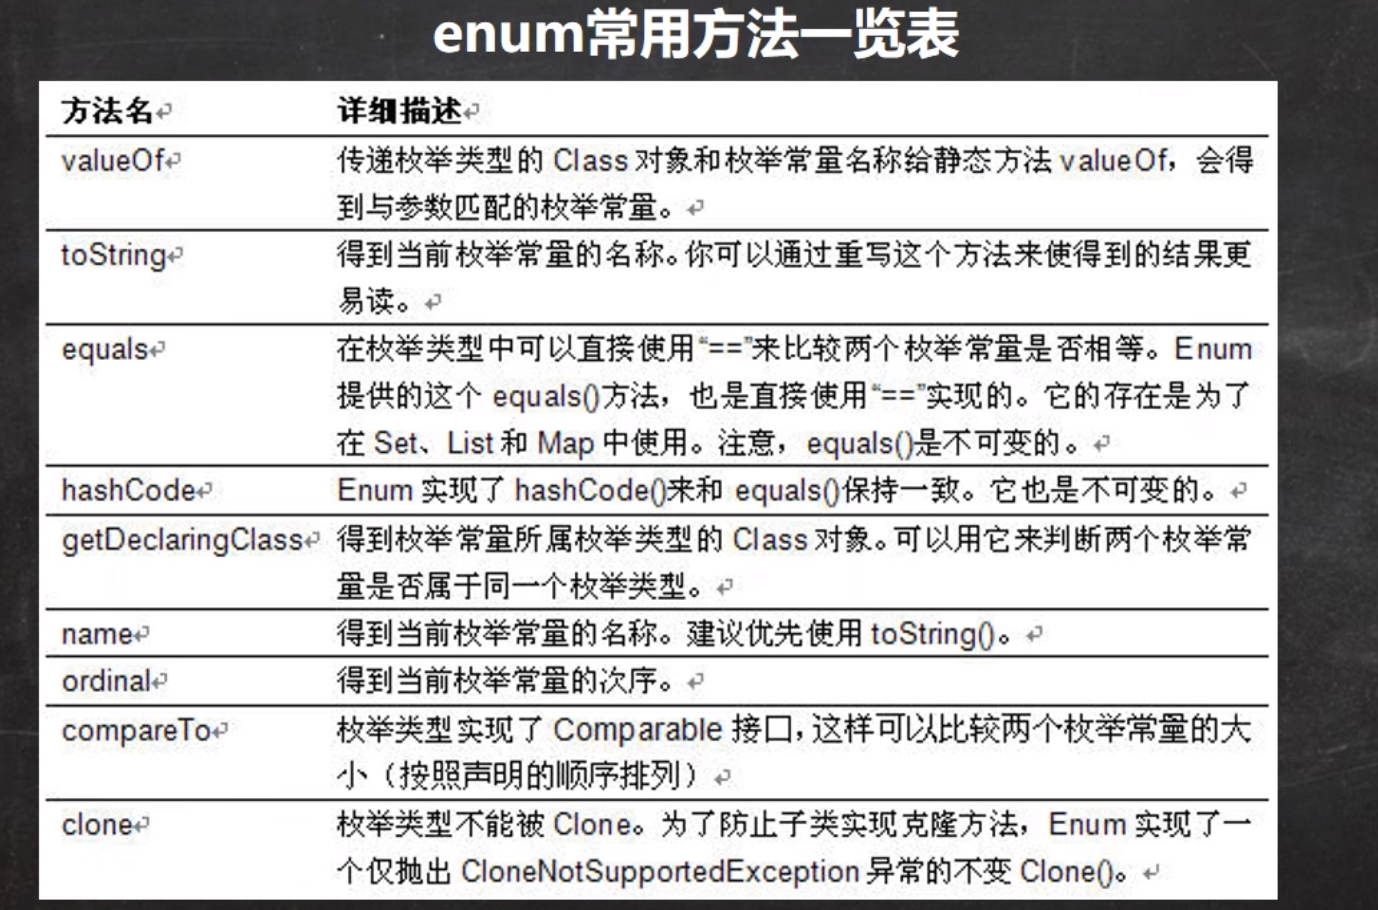 enum常用方法一览表
方法名 详细描述
valueOf 传递枚举类型的 Class 对象和枚举常量名称给静态方法 valueOf，会得
到与参数匹配的枚举常量。
toString 得到当前枚举常量的名称。你可以通过重写这个方法来使得到的结果更
易读。
equals 在枚举类型中可以直接使用“==”来比较两个枚举常量是否相等。Enum
提供的这个 equals()方法，也是直接使用“==”实现的。它的存在是为了
在 Set、List 和 Map 中使用。注意，equals()是不可变的。
hashCode Enum 实现了 hashCode()来和 equals()保持一致。它也是不可变的。
getDeclaringClass 得到枚举常量所属枚举类型的 Class 对象。可以用它来判断两个枚举常
量是否属于同一个枚举类型。
name 得到当前枚举常量的名称。建议优先使用 toString()。
ordinal 得到当前枚举常量的次序。
compareTo 枚举类型实现了 Comparable 接口，这样可以比较两个枚举常量的大
小（按照声明的顺序排列）
clone 枚举类型不能被 Clone。为了防止子类实现克隆方法，Enum 实现了一
个仅抛出 CloneNotSupportedException 异常的不变 Clone()。